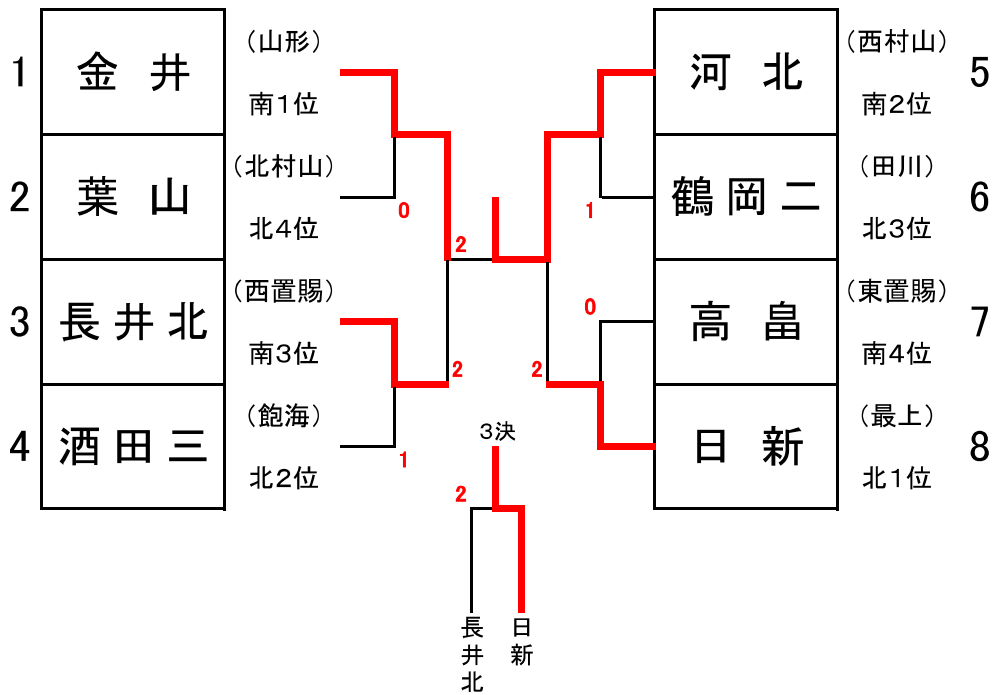 1
金井
(山形)
南1位
2
葉山
(北村山)
北4位
0
3
長井北
(西置賜)
南3位
4
酒田三
(飽海)
北2位
1
2
2
5
河北
(西村山)
南2位
6
鶴岡二
(田川)
北3位
1
7
高畠
(東置賜)
南4位
0
8
日新
(最上)
北1位
2
3決
2
長井北
日新